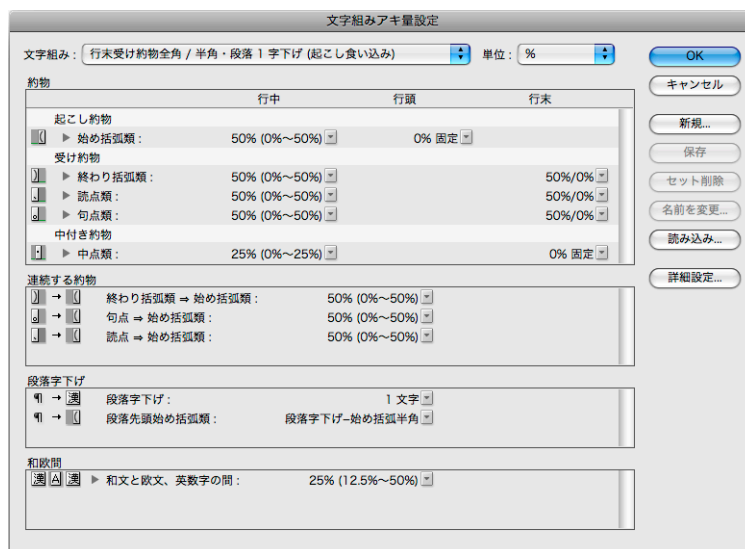 文字組みアキ量設定
文字組み : 行末受け約物全角 / 半角・段落 1 字下げ (起こし食い込み) 単位 : %
OK
キャンセル
新規...
保存
セット削除
名前を変更...
読み込み...
詳細設定...
約物
行中 行頭 行末
起こし約物
始め括弧類 : 50% (0%〜50%) 0% 固定
受け約物
終わり括弧類 : 50% (0%〜50%) 50%/0%
読点類 : 50% (0%〜50%) 50%/0%
句点類 : 50% (0%〜50%) 50%/0%
中付き約物
中点類 : 25% (0%〜25%) 0% 固定
連続する約物
終わり括弧類 ⇒ 始め括弧類 : 50% (0%〜50%)
句点 ⇒ 始め括弧類 : 50% (0%〜50%)
読点 ⇒ 始め括弧類 : 50% (0%〜50%)
段落字下げ
¶ → 漢 段落字下げ : 1 文字
¶ → ( 段落先頭始め括弧類 : 段落字下げ–始め括弧半角
和欧間
漢 A 漢 和文と欧文、英数字の間 : 25% (12.5%〜50%)